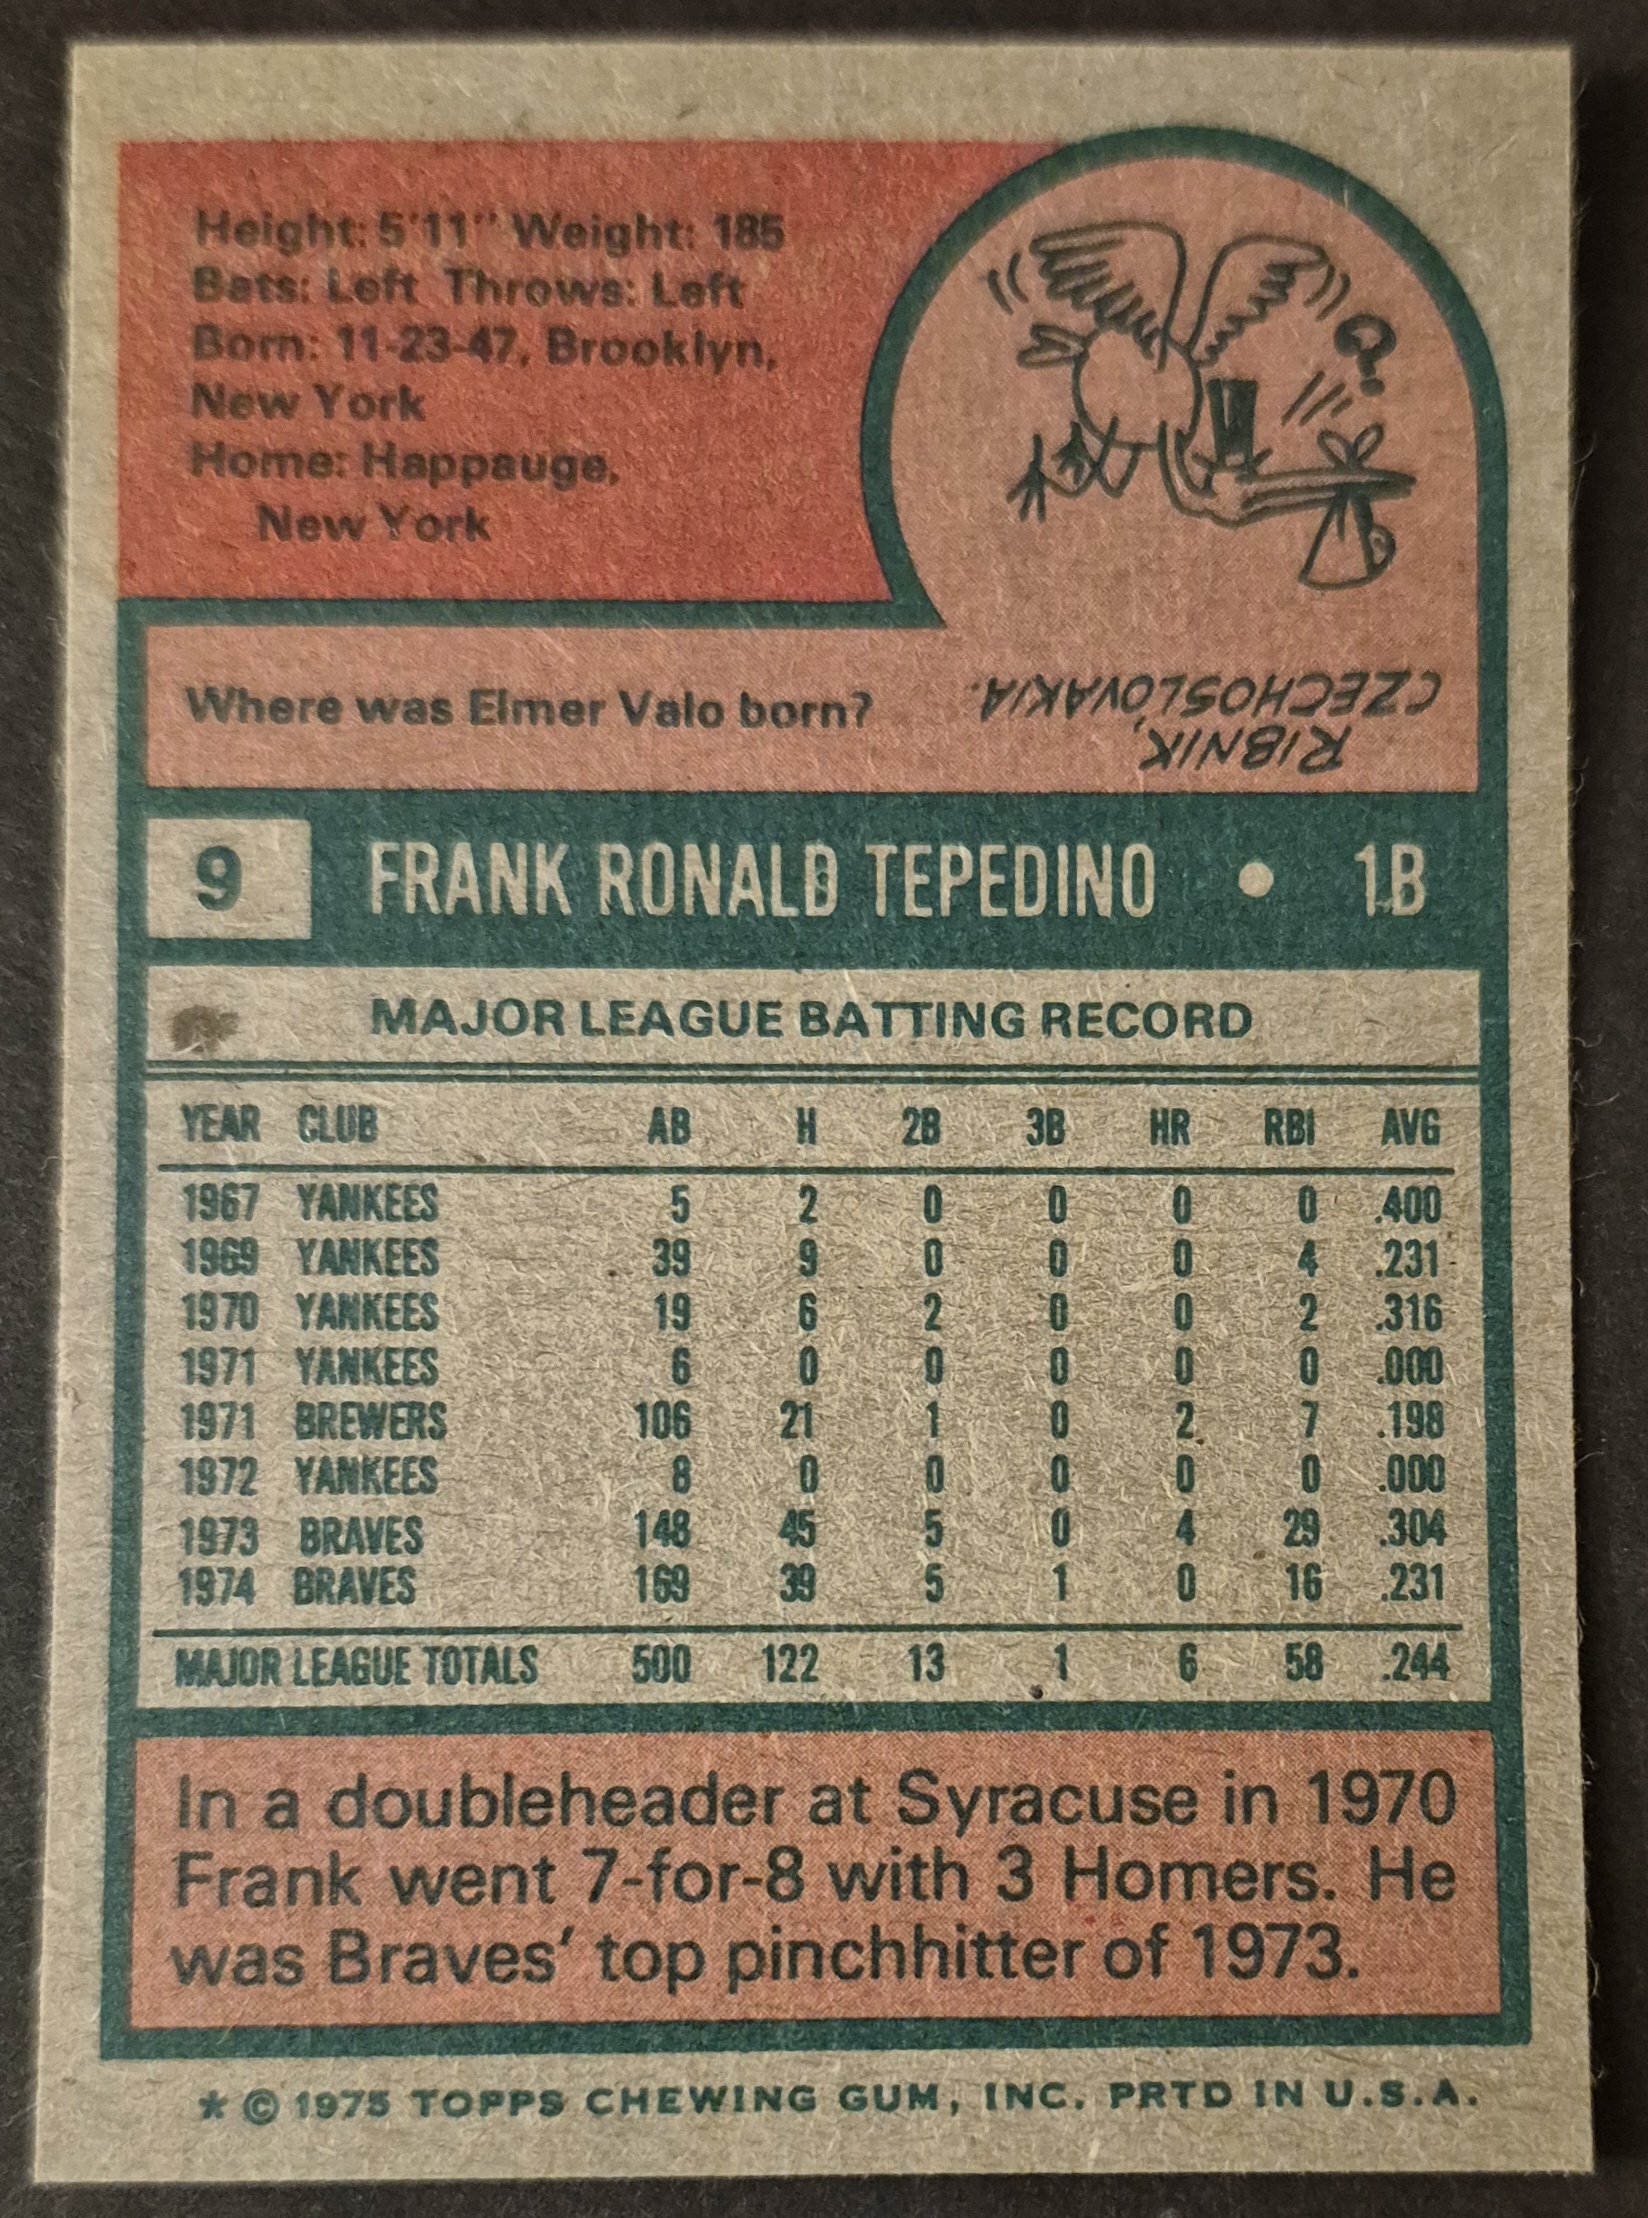 Height: 5'11" Weight: 185
Bats: Left Throws: Left
Born: 11-23-47, Brooklyn,
New York
Home: Happauge,
New York
?
Where was Elmer Valo born?
RIBNIK,
CZECHOSLOVAKIA.
9 FRANK RONALD TEPEDINO • 1B
MAJOR LEAGUE BATTING RECORD
YEAR CLUB AB H 2B 3B HR RBI AVG
1967 YANKEES 5 2 0 0 0 0 .400
1969 YANKEES 39 9 0 0 0 4 .231
1970 YANKEES 19 6 2 0 0 2 .316
1971 YANKEES 6 0 0 0 0 0 .000
1971 BREWERS 106 21 1 0 2 7 .198
1972 YANKEES 8 0 0 0 0 0 .000
1973 BRAVES 148 45 5 0 4 29 .304
1974 BRAVES 169 39 5 1 0 16 .231
MAJOR LEAGUE TOTALS 500 122 13 1 6 58 .244
In a doubleheader at Syracuse in 1970
Frank went 7-for-8 with 3 Homers. He
was Braves' top pinchhitter of 1973.
* © 1975 TOPPS CHEWING GUM, INC. PRTD IN U.S.A.